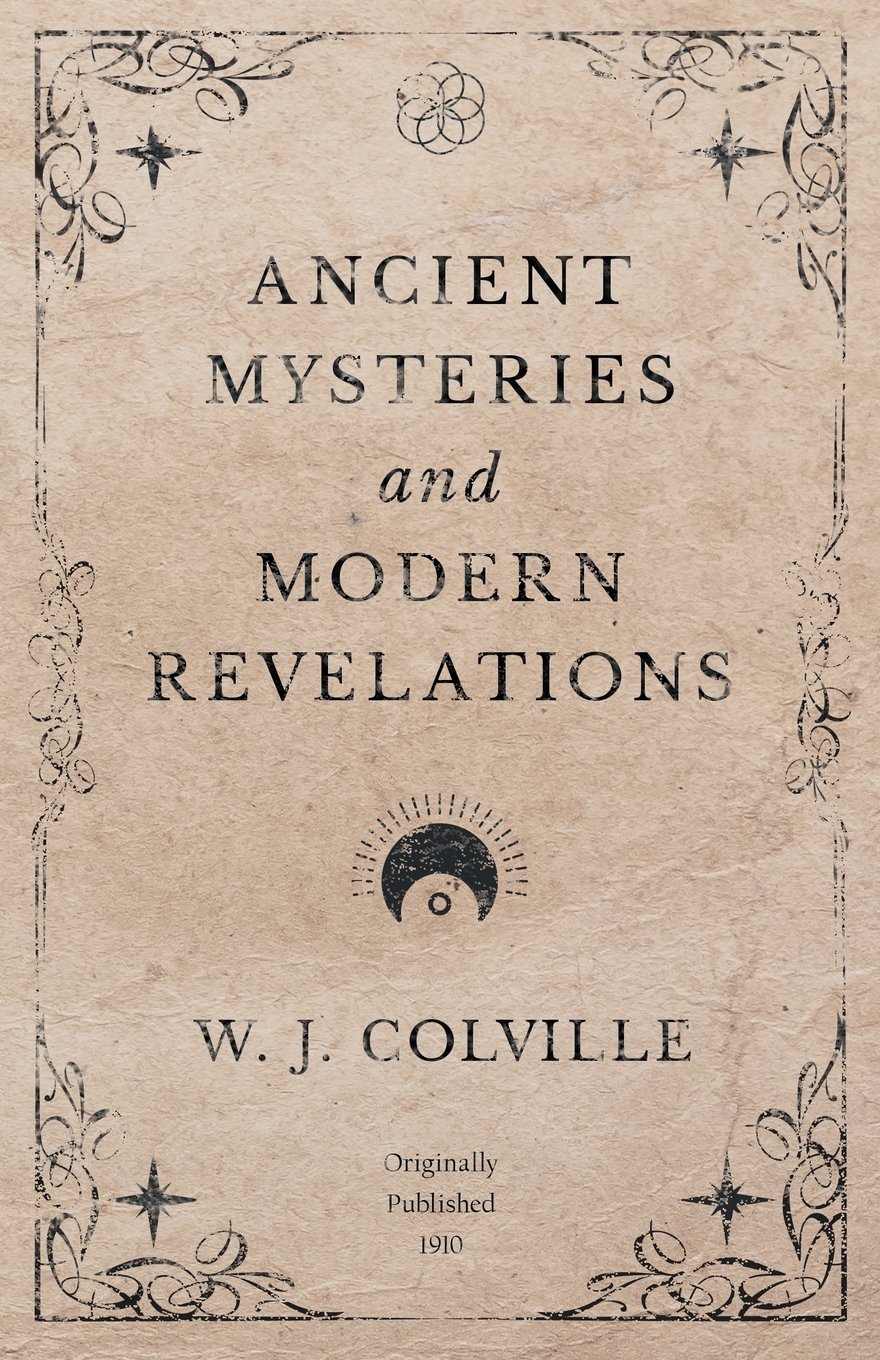 ANCIENT
MYSTERIES
and
MODERN
REVELATIONS
W. J. COLVILLE
Originally
Published
1910